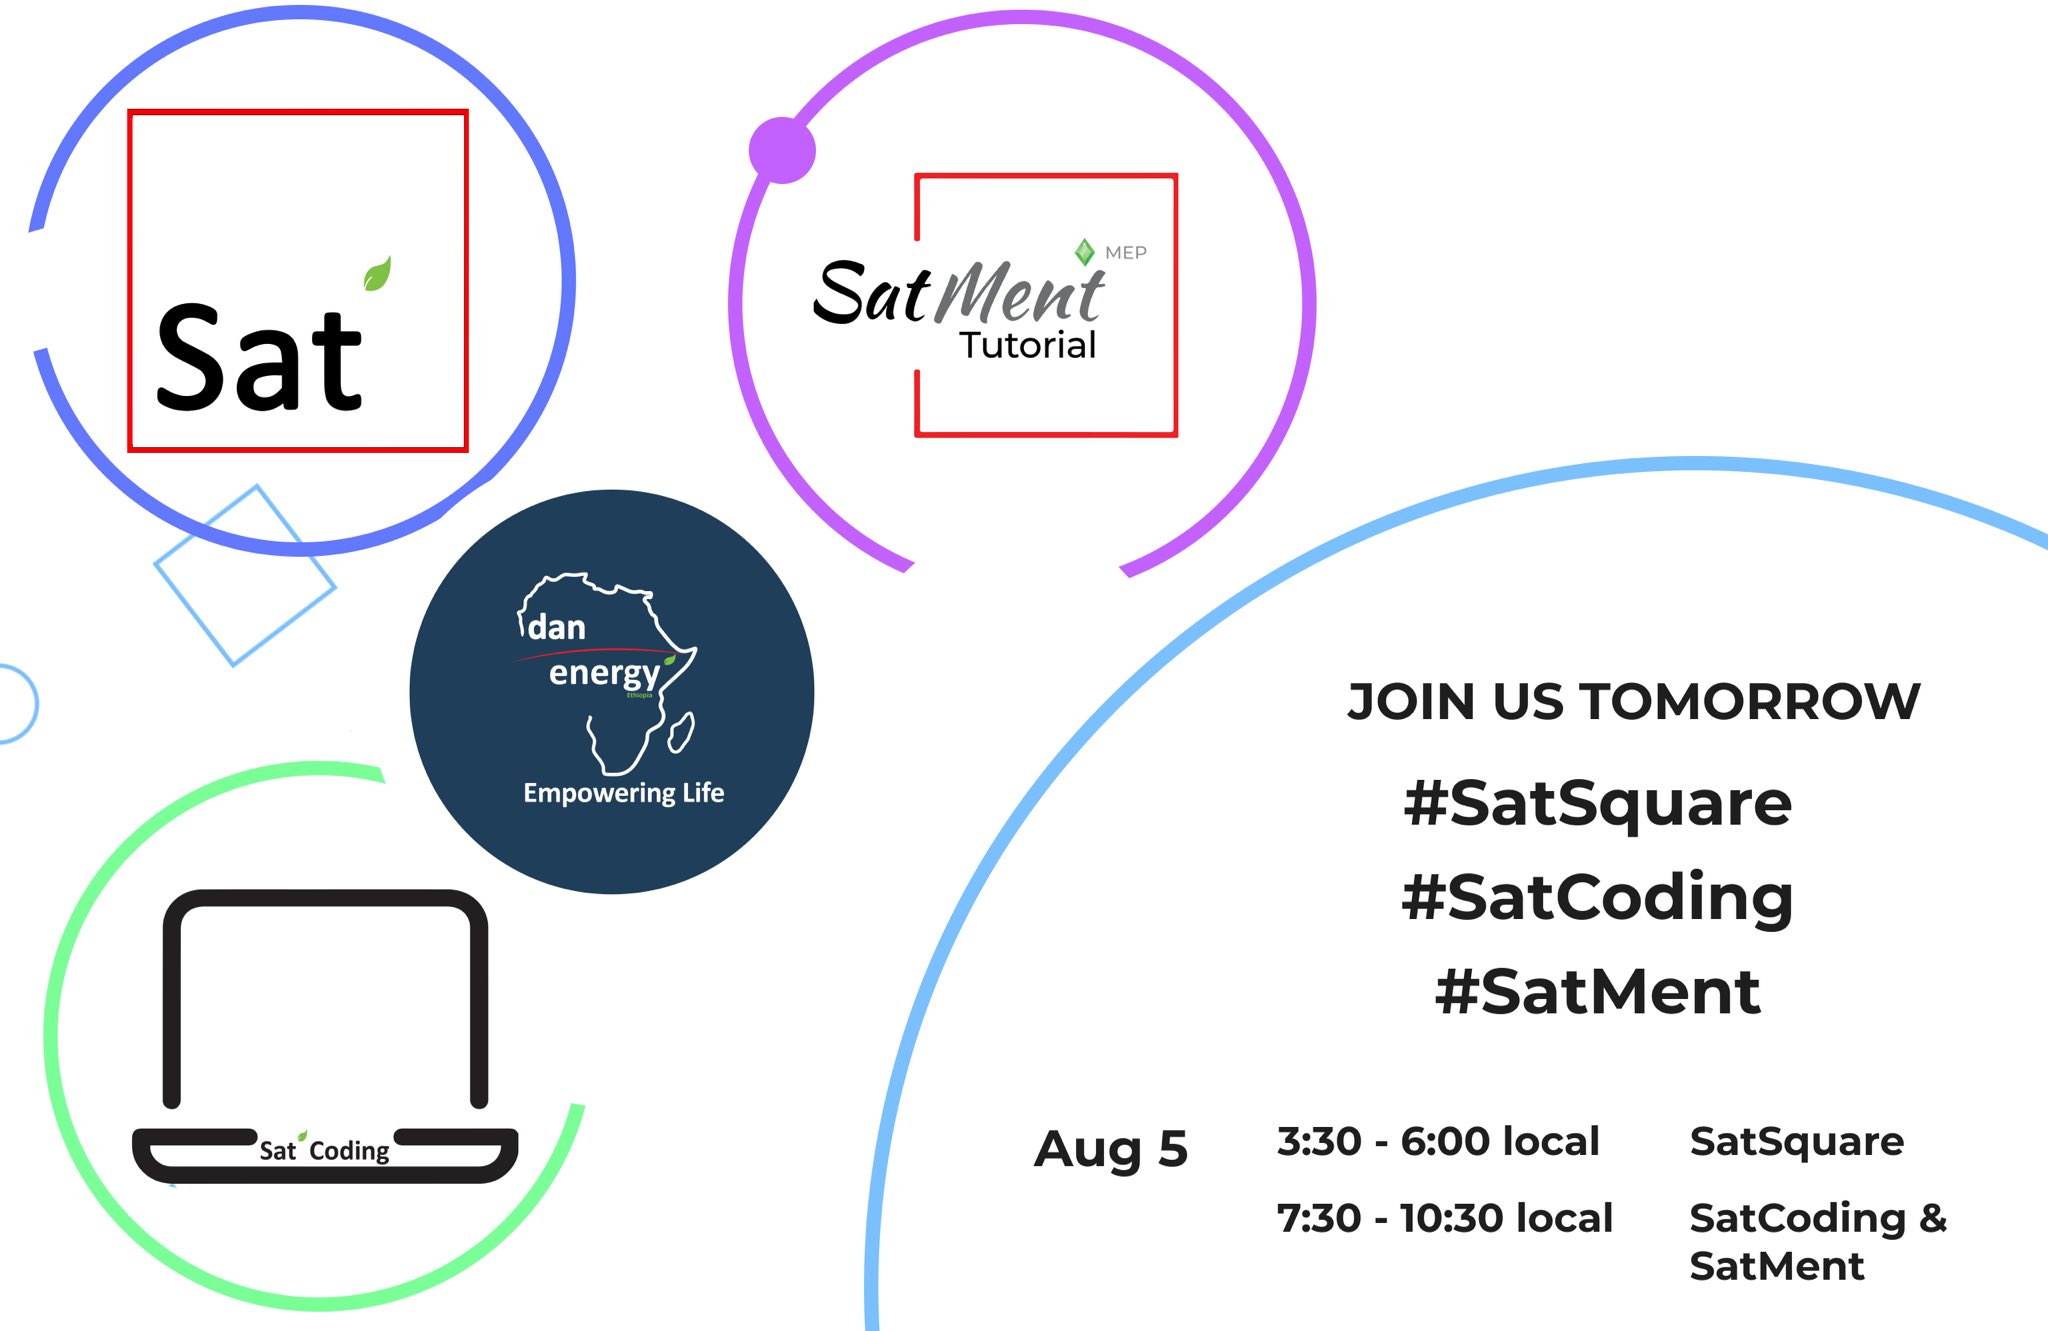 Sat
MEP
SatMent
Tutorial
dan
energy
Ethiopia
Empowering Life
Sat Coding
JOIN US TOMORROW
#SatSquare
#SatCoding
#SatMent
Aug 5
3:30 - 6:00 local
SatSquare
7:30 - 10:30 local
SatCoding &
SatMent